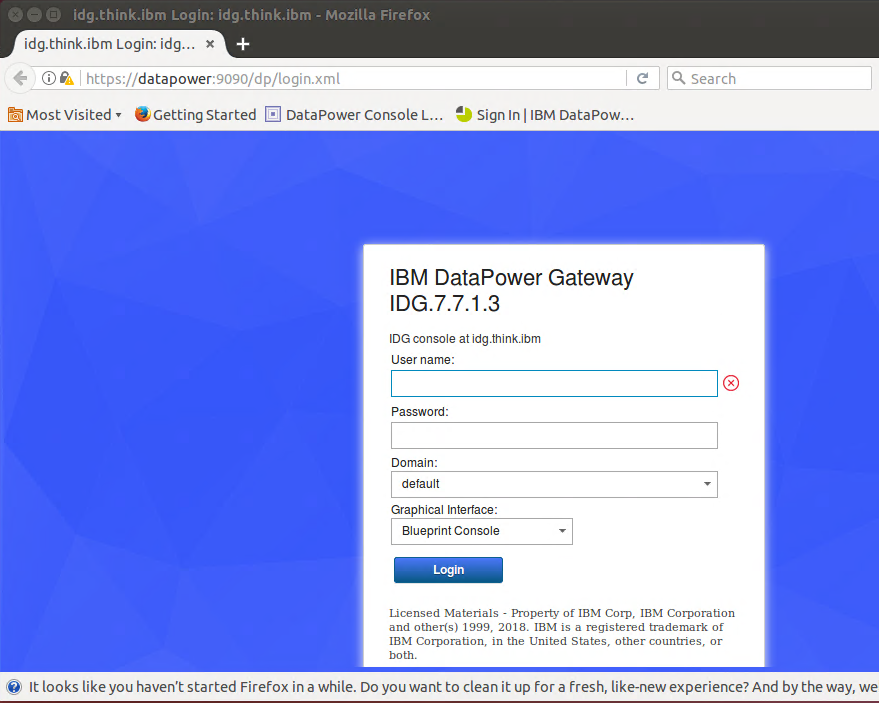 idg.think.ibm Login: idg.think.ibm - Mozilla Firefox
idg.think.ibm Login: idg...
https://datapower:9090/dp/login.xml
Search
Most Visited
Getting Started
DataPower Console L...
Sign In | IBM DataPow...
IBM DataPower Gateway
IDG.7.7.1.3
IDG console at idg.think.ibm
User name:
Password:
Domain:
default
Graphical Interface:
Blueprint Console
Login
Licensed Materials - Property of IBM Corp, IBM Corporation
and other(s) 1999, 2018. IBM is a registered trademark of
IBM Corporation, in the United States, other countries, or
both.
It looks like you haven't started Firefox in a while. Do you want to clean it up for a fresh, like-new experience? And by the way, we